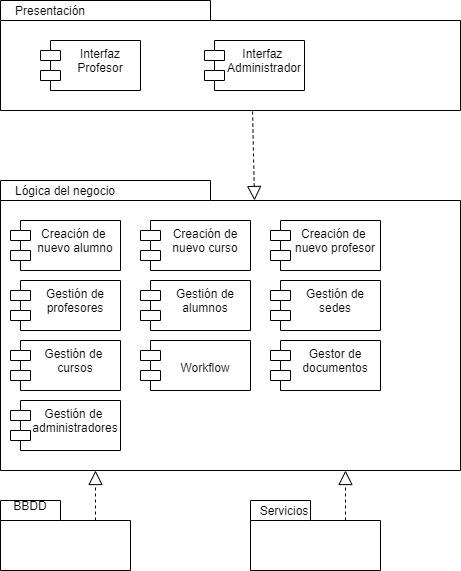 Presentación
Interfaz
Profesor
Interfaz
Administrador
Lógica del negocio
Creación de
nuevo alumno
Creación de
nuevo curso
Creación de
nuevo profesor
Gestión de
profesores
Gestión de
alumnos
Gestión de
sedes
Gestión de
cursos
Workflow
Gestor de
documentos
Gestión de
administradores
BBDD
Servicios